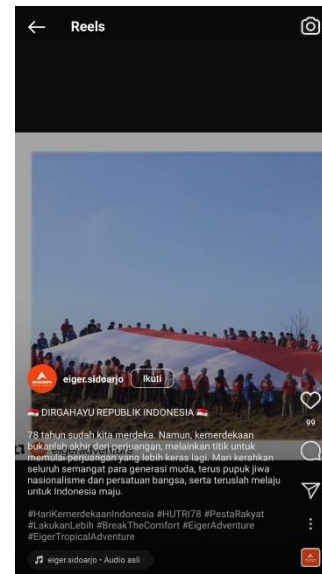 Reels
EIGER
eiger.sidoarjo
Ikuti
🇮🇩 DIRGAHAYU REPUBLIK INDONESIA 🇮🇩
99
78 tahun sudah kita merdeka. Namun, kemerdekaan
bukanlah akhir dari perjuangan, melainkan titik untuk
memulai perjuangan yang lebih keras lagi. Mari kerahkan
seluruh semangat para generasi muda, terus pupuk jiwa
nasionalisme dan persatuan bangsa, serta teruslah melaju
untuk Indonesia maju.
eigeradventure
#HariKemerdekaanIndonesia #HUTRI78 #PestaRakyat
#LakukanLebih #BreakTheComfort #EigerAdventure
#EigerTropicalAdventure
eiger.sidoarjo • Audio asli